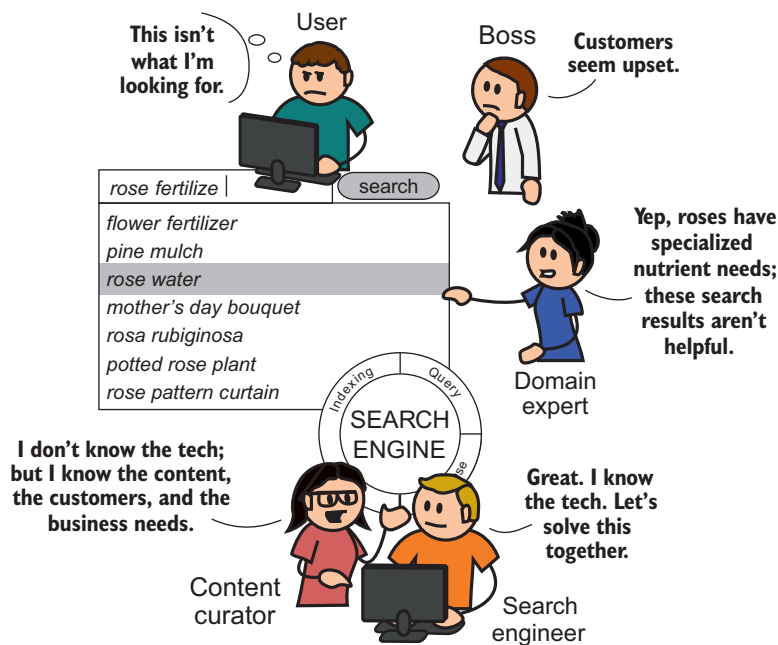 User
This isn't
what I'm
looking for.
Boss
Customers
seem upset.
rose fertilize
search
flower fertilizer
pine mulch
rose water
mother's day bouquet
rosa rubiginosa
potted rose plant
rose pattern curtain
Yep, roses have
specialized
nutrient needs;
these search
results aren't
helpful.
Domain
expert
Indexing
Query
SEARCH
ENGINE
se
I don't know the tech;
but I know the content,
the customers, and the
business needs.
Great. I know
the tech. Let's
solve this
together.
Content
curator
Search
engineer